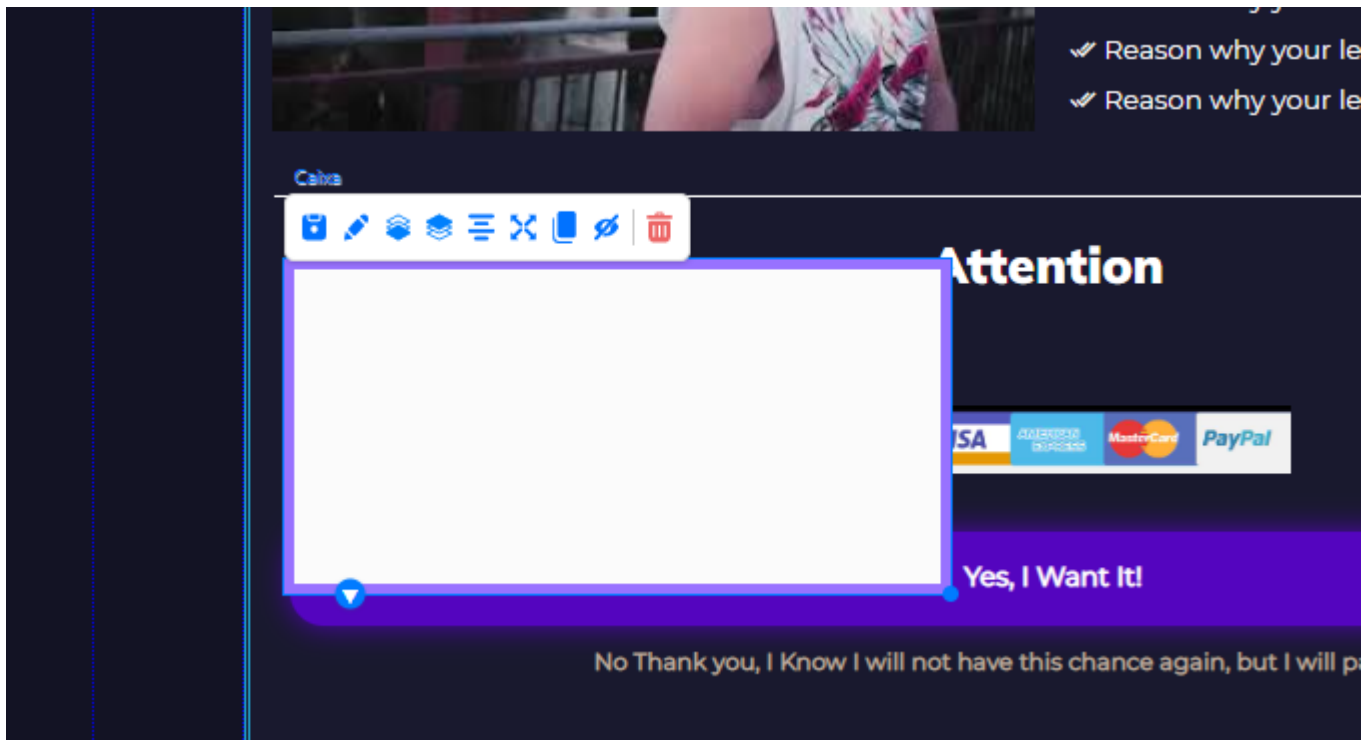 Reason why your le
Reason why your le
Caixa
Attention
ISA
AMERICAN
EXPRESS
MasterCard
PayPal
Yes, I Want It!
No Thank you, I Know I will not have this chance again, but I will pa